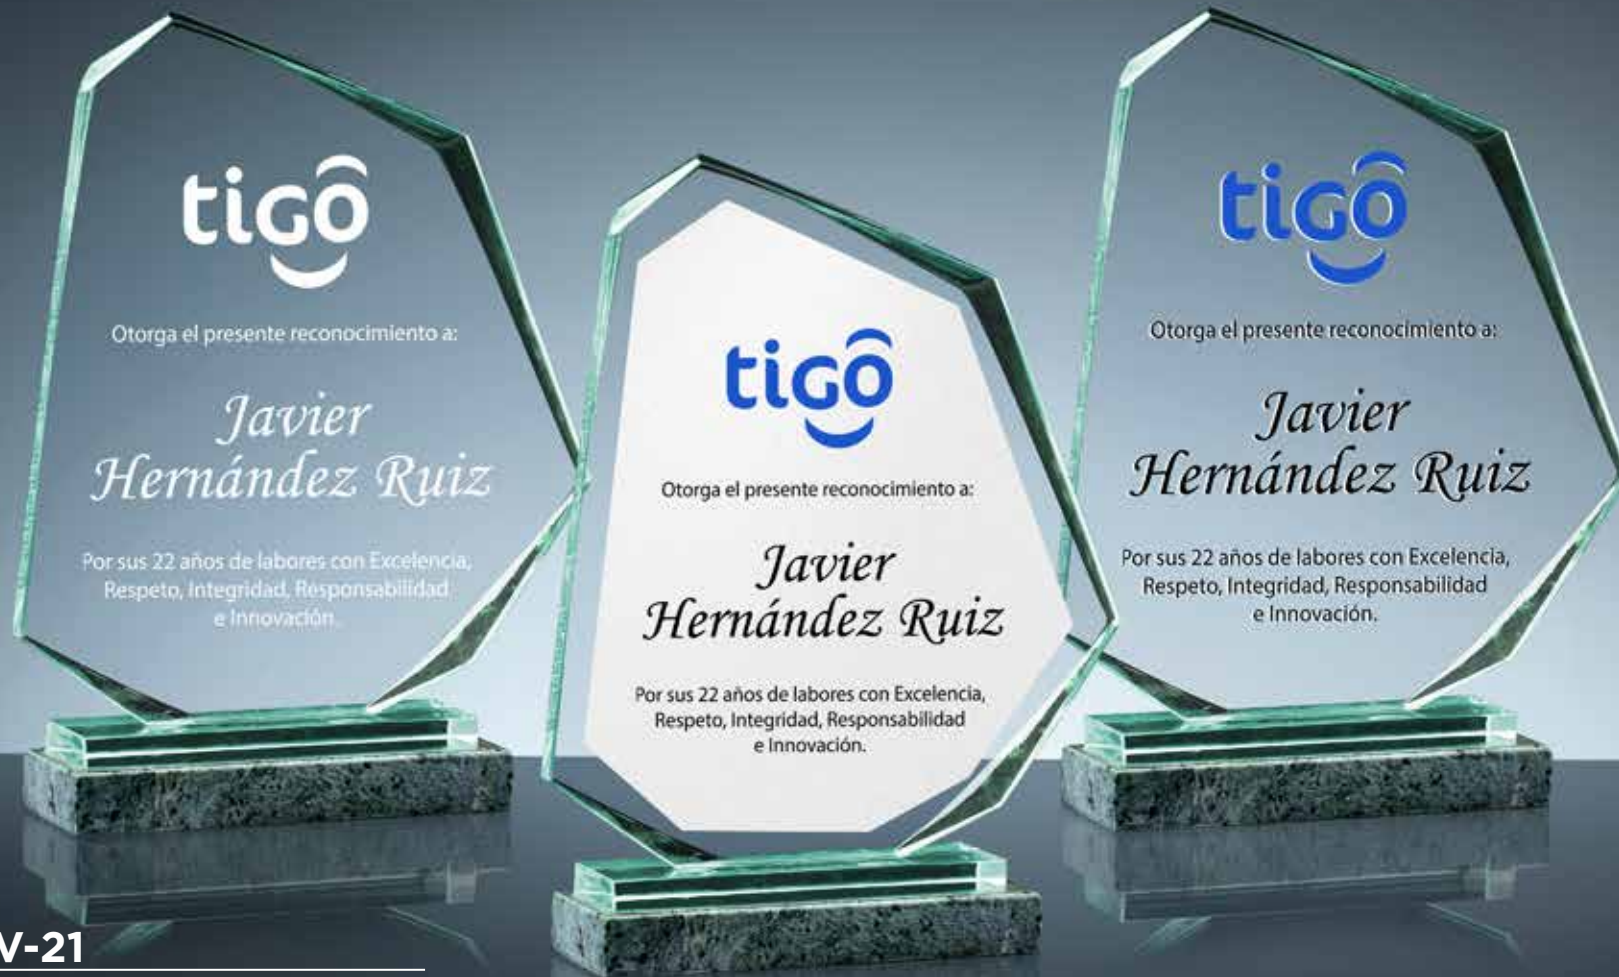 tigo
Otorga el presente reconocimiento a:
Javier
Hernández Ruiz
Por sus 22 años de labores con Excelencia,
Respeto, Integridad, Responsabilidad
e Innovación.
tigo
Otorga el presente reconocimiento a:
Javier
Hernández Ruiz
Por sus 22 años de labores con Excelencia,
Respeto, Integridad, Responsabilidad
e Innovación.
tigo
Otorga el presente reconocimiento a:
Javier
Hernández Ruiz
Por sus 22 años de labores con Excelencia,
Respeto, Integridad, Responsabilidad
e Innovación.
V-21